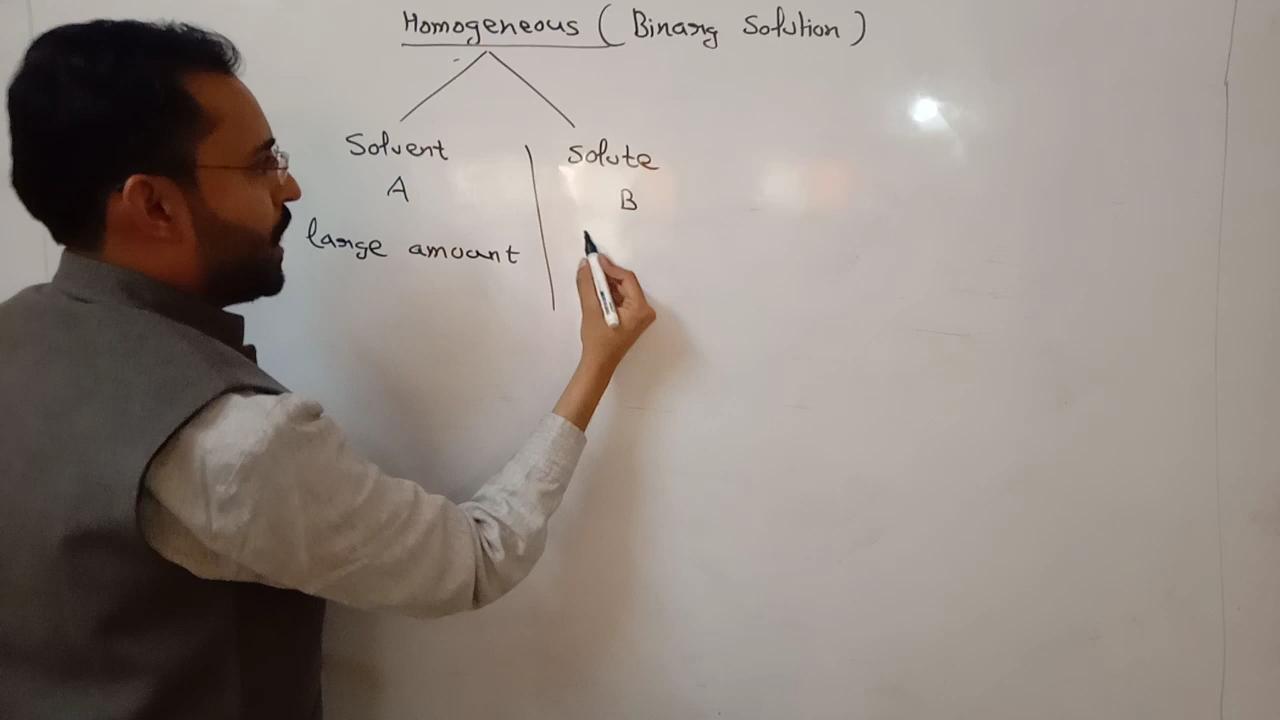 Homogeneous ( Binary Solution )
Solvent
Solute
A
B
large amount